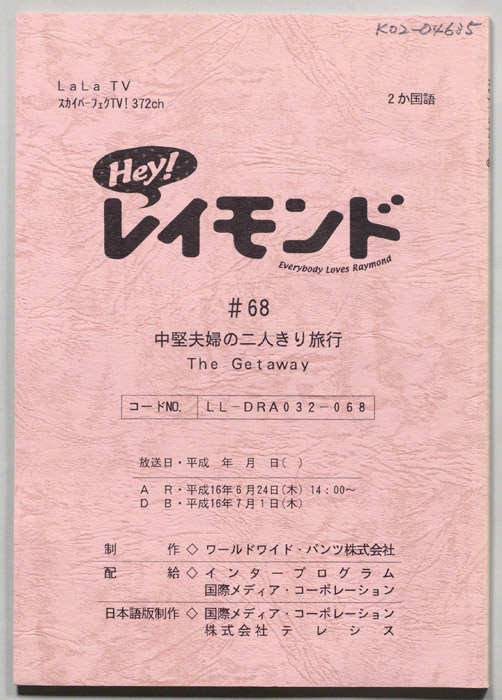 K02-04635
LaLa TV
スカイパーフェクTV! 372ch
2か国語
Hey!
レイモンド
Everybody Loves Raymond
#68
中堅夫婦の二人きり旅行
The Getaway
コードNO. LL-DRA032-068
放送日・平成 年 月 日( )
A R・平成16年6月24日(木) 14:00~
D B・平成16年7月1日(木)
制 作◇ワールドワイド・パンツ株式会社
配 給◇インタープログラム
国際メディア・コーポレーション
日本語版制作◇国際メディア・コーポレーション
株式会社テレシス